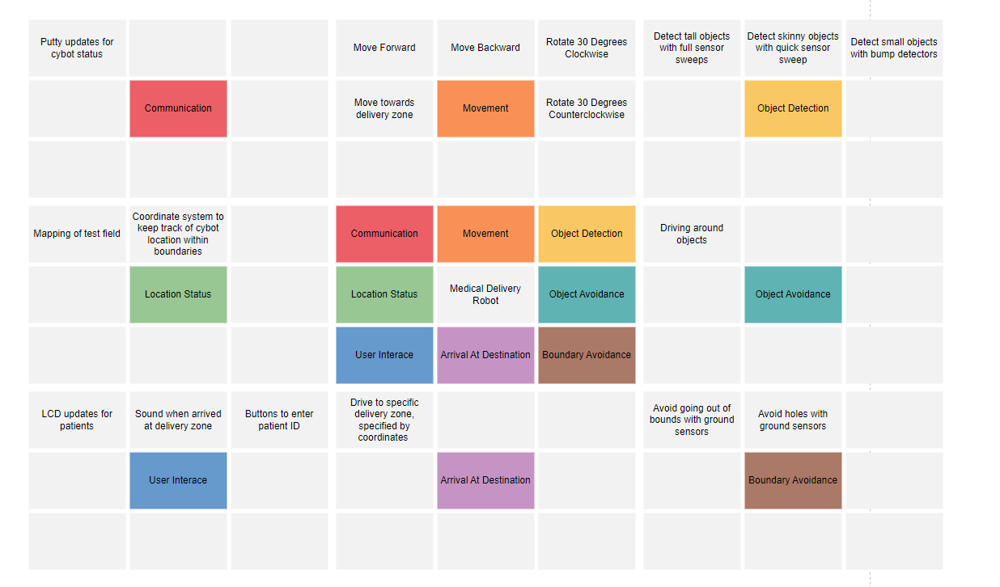 Putty updates for
cybot status
Move Forward
Move Backward
Rotate 30 Degrees
Clockwise
Detect tall objects
with full sensor
sweeps
Detect skinny objects
with quick sensor
sweep
Detect small objects
with bump detectors
Communication
Move towards
delivery zone
Movement
Rotate 30 Degrees
Counterclockwise
Object Detection
Mapping of test field
Coordinate system to
keep track of cybot
location within
boundaries
Communication
Movement
Object Detection
Driving around
objects
Location Status
Location Status
Medical Delivery
Robot
Object Avoidance
Object Avoidance
User Interace
Arrival At Destination
Boundary Avoidance
LCD updates for
patients
Sound when arrived
at delivery zone
Buttons to enter
patient ID
Drive to specific
delivery zone,
specified by
coordinates
Avoid going out of
bounds with ground
sensors
Avoid holes with
ground sensors
User Interace
Arrival At Destination
Boundary Avoidance